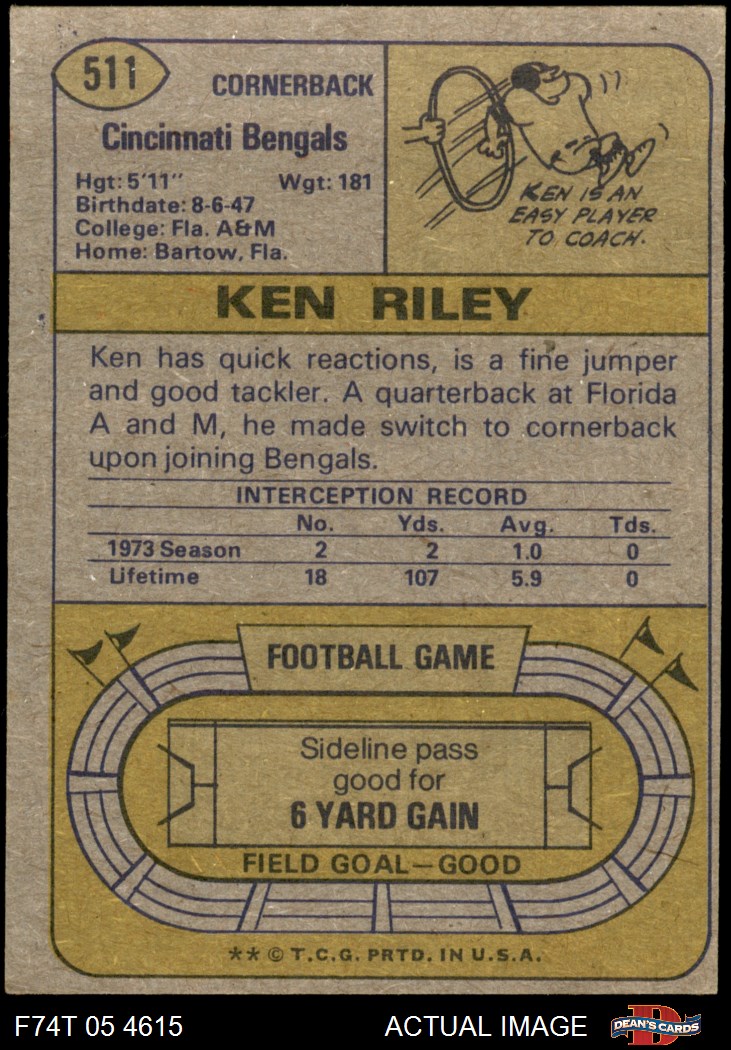 511
CORNERBACK
Cincinnati Bengals
Hgt: 5'11" Wgt: 181
Birthdate: 8-6-47
College: Fla. A&M
Home: Bartow, Fla.
KEN IS AN
EASY PLAYER
TO COACH.
KEN RILEY
Ken has quick reactions, is a fine jumper
and good tackler. A quarterback at Florida
A and M, he made switch to cornerback
upon joining Bengals.
INTERCEPTION RECORD
No. Yds. Avg. Tds.
1973 Season 2 2 1.0 0
Lifetime 18 107 5.9 0
FOOTBALL GAME
Sideline pass
good for
6 YARD GAIN
FIELD GOAL—GOOD
** © T.C.G. PRTD. IN U.S.A.
F74T 05 4615 ACTUAL IMAGE DEAN'S CARDS